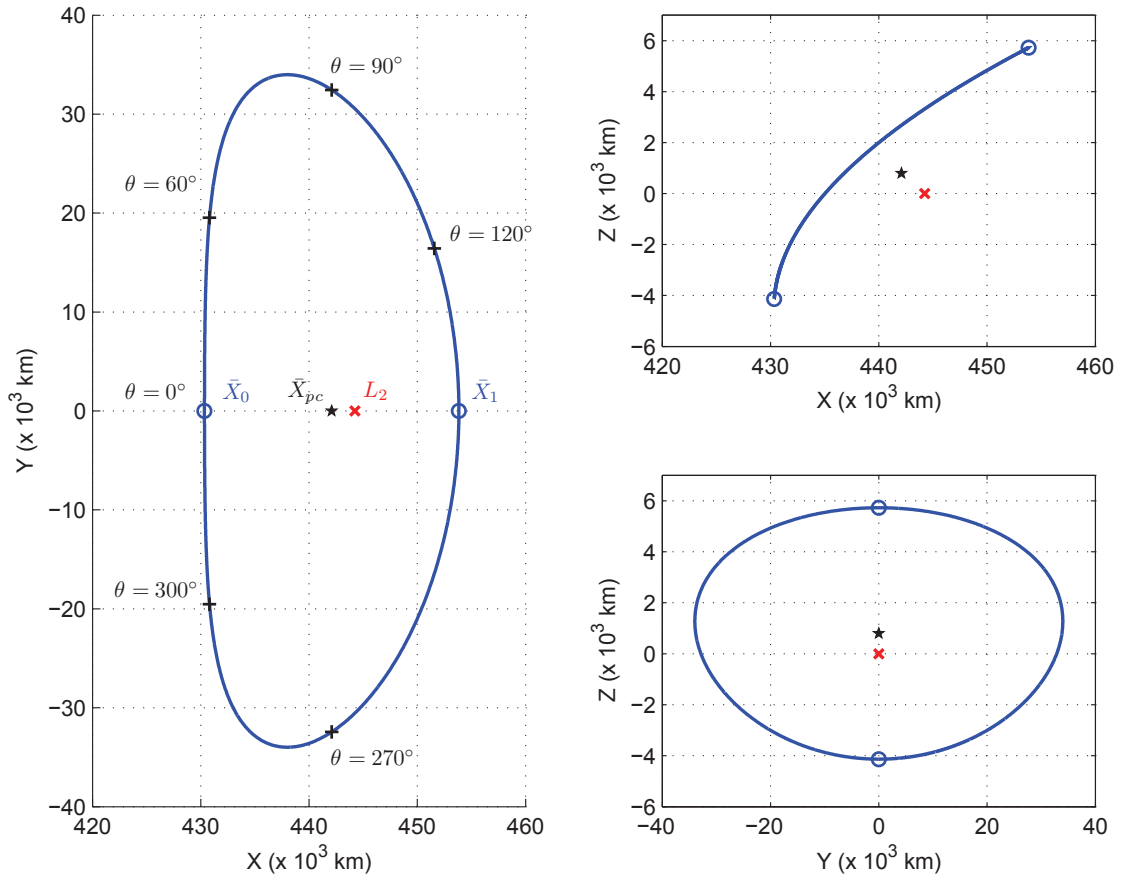 40
30
20
10
0
−10
−20
−30
−40
420
430
440
450
460
X (x 10³ km)
Y (x 10³ km)
θ = 90°
θ = 60°
θ = 120°
θ = 0°
X̄₀
X̄_pc
L₂
X̄₁
θ = 300°
θ = 270°
6
4
2
0
−2
−4
−6
420
430
440
450
460
X (x 10³ km)
Z (x 10³ km)
6
4
2
0
−2
−4
−6
−40
−20
0
20
40
Y (x 10³ km)
Z (x 10³ km)